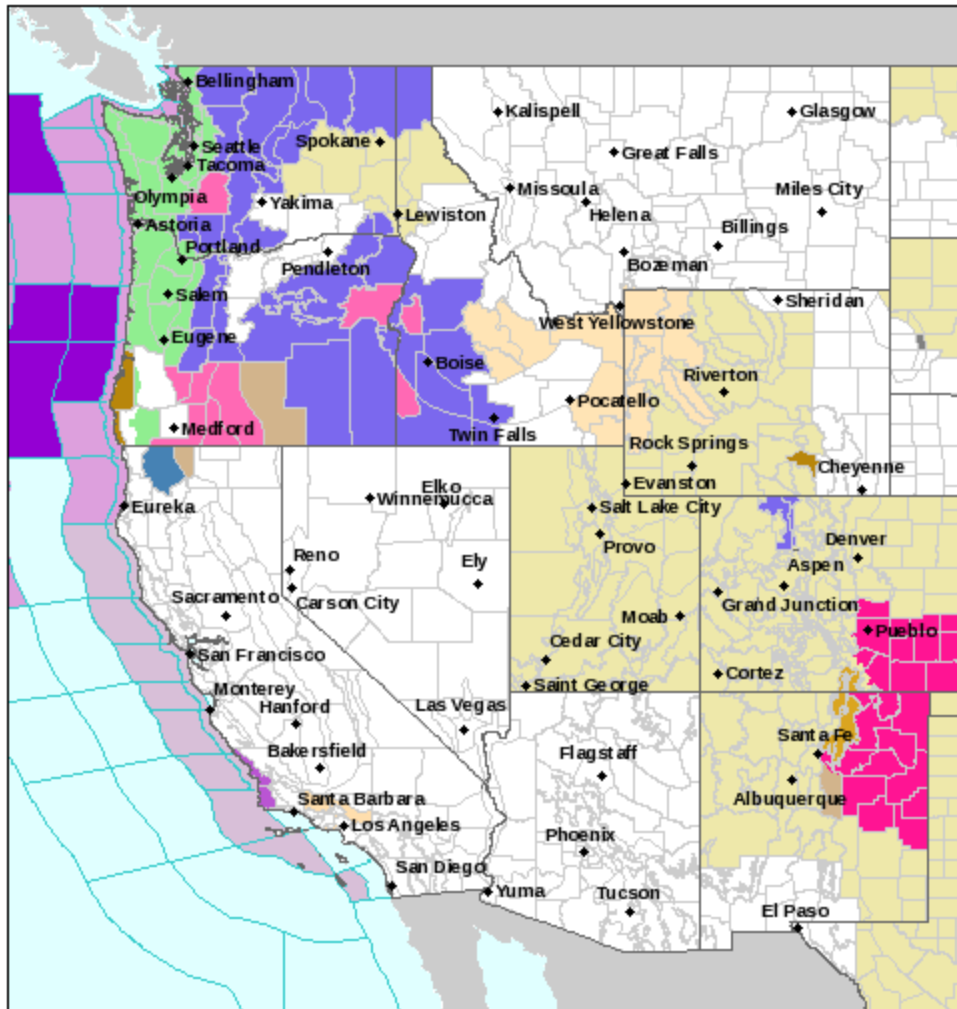 Bellingham
Kalispell
Glasgow
Seattle
Spokane
Great Falls
Tacoma
Olympia
Missoula
Miles City
Yakima
Lewiston
Helena
Astoria
Billings
Portland
Pendleton
Bozeman
Salem
Sheridan
West Yellowstone
Eugene
Boise
Riverton
Pocatello
Medford
Twin Falls
Rock Springs
Cheyenne
Evanston
Elko
Winnemucca
Eureka
Salt Lake City
Provo
Denver
Reno
Ely
Aspen
Sacramento
Carson City
Grand Junction
Moab
Pueblo
Cedar City
San Francisco
Cortez
Saint George
Monterey
Hanford
Las Vegas
Santa Fe
Bakersfield
Flagstaff
Albuquerque
Santa Barbara
Los Angeles
Phoenix
San Diego
Yuma
Tucson
El Paso